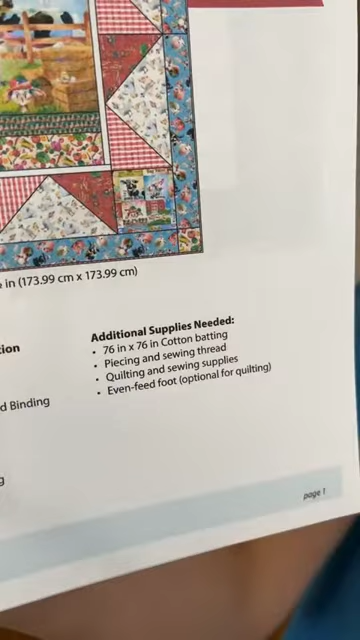 in (173.99 cm x 173.99 cm)
Additional Supplies Needed:
• 76 in x 76 in Cotton batting
• Piecing and sewing thread
• Quilting and sewing supplies
• Even-feed foot (optional for quilting)
d Binding
page 1